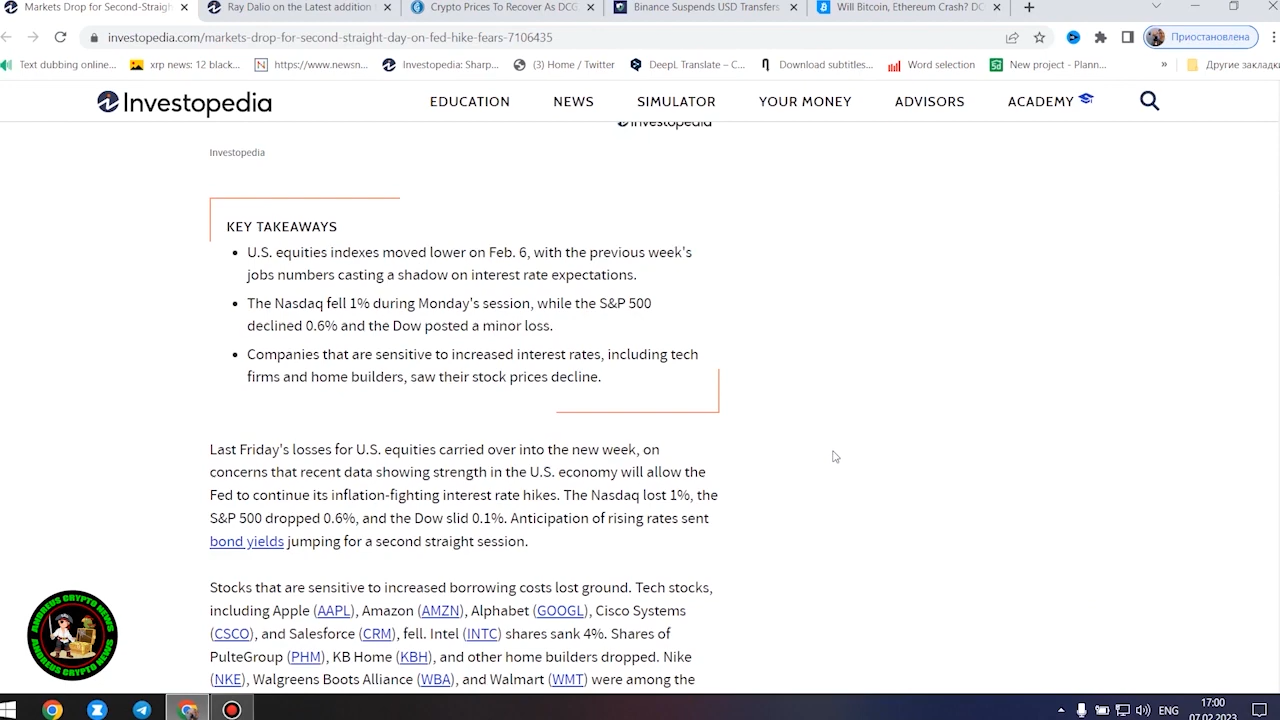 Markets Drop for Second-Straigh
Ray Dalio on the Latest addition
Crypto Prices To Recover As DCG
Binance Suspends USD Transfers
Will Bitcoin, Ethereum Crash? DC
investopedia.com/markets-drop-for-second-straight-day-on-fed-hike-fears-7106435
Приостановлена
Text dubbing online...
xrp news: 12 black...
https://www.newsn...
Investopedia: Sharp...
(3) Home / Twitter
DeepL Translate – C...
Download subtitles...
Word selection
New project - Plann...
»
Другие закладки
Investopedia
EDUCATION
NEWS
SIMULATOR
YOUR MONEY
ADVISORS
ACADEMY
Investopedia
Investopedia
KEY TAKEAWAYS
• U.S. equities indexes moved lower on Feb. 6, with the previous week's
jobs numbers casting a shadow on interest rate expectations.
• The Nasdaq fell 1% during Monday's session, while the S&P 500
declined 0.6% and the Dow posted a minor loss.
• Companies that are sensitive to increased interest rates, including tech
firms and home builders, saw their stock prices decline.
Last Friday's losses for U.S. equities carried over into the new week, on
concerns that recent data showing strength in the U.S. economy will allow the
Fed to continue its inflation-fighting interest rate hikes. The Nasdaq lost 1%, the
S&P 500 dropped 0.6%, and the Dow slid 0.1%. Anticipation of rising rates sent
bond yields jumping for a second straight session.
Stocks that are sensitive to increased borrowing costs lost ground. Tech stocks,
including Apple (AAPL), Amazon (AMZN), Alphabet (GOOGL), Cisco Systems
(CSCO), and Salesforce (CRM), fell. Intel (INTC) shares sank 4%. Shares of
PulteGroup (PHM), KB Home (KBH), and other home builders dropped. Nike
(NKE), Walgreens Boots Alliance (WBA), and Walmart (WMT) were among the
ANDREUS CRYPTO NEWS
ANDREUS CRYPTO NEWS
ENG
17:00
07.02.2023